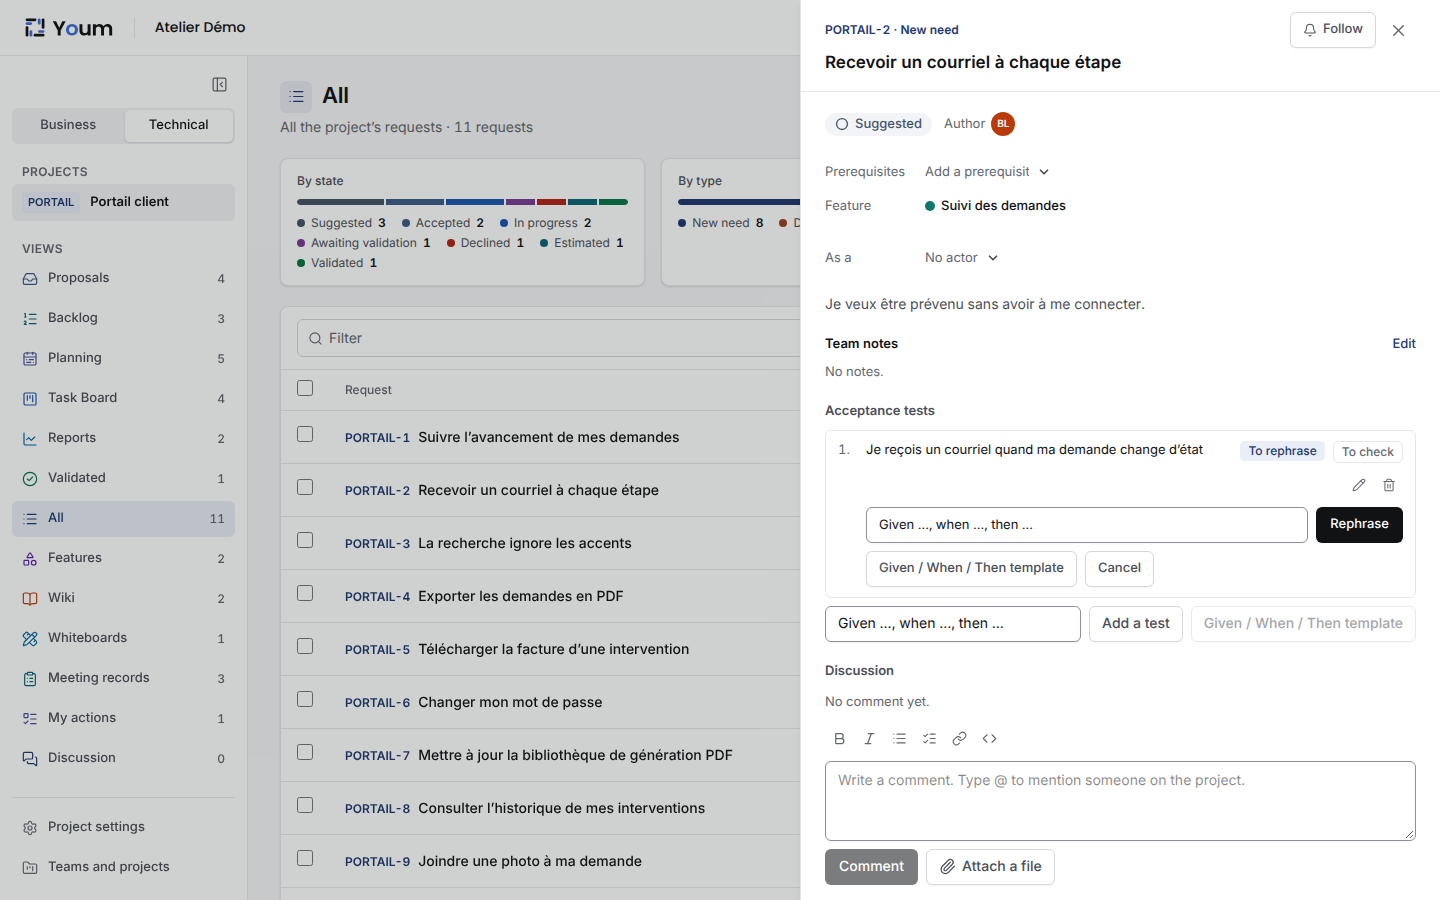 Youm
Atelier Démo
Business
Technical
PROJECTS
PORTAIL
Portail client
VIEWS
Proposals 4
Backlog 3
Planning 5
Task Board 4
Reports 2
Validated 1
All 11
Features 2
Wiki 2
Whiteboards 1
Meeting records 3
My actions 1
Discussion 0
Project settings
Teams and projects
All
All the project's requests · 11 requests
By state
Suggested 3 Accepted 2 In progress 2
Awaiting validation 1 Declined 1 Estimated 1
Validated 1
By type
New need 8 D
Filter
Request
PORTAIL-1 Suivre l'avancement de mes demandes
PORTAIL-2 Recevoir un courriel à chaque étape
PORTAIL-3 La recherche ignore les accents
PORTAIL-4 Exporter les demandes en PDF
PORTAIL-5 Télécharger la facture d'une intervention
PORTAIL-6 Changer mon mot de passe
PORTAIL-7 Mettre à jour la bibliothèque de génération PDF
PORTAIL-8 Consulter l'historique de mes interventions
PORTAIL-9 Joindre une photo à ma demande
PORTAIL-2 · New need
Follow
Recevoir un courriel à chaque étape
Suggested
Author BL
Prerequisites Add a prerequisit
Feature Suivi des demandes
As a No actor
Je veux être prévenu sans avoir à me connecter.
Team notes
Edit
No notes.
Acceptance tests
1. Je reçois un courriel quand ma demande change d'état
To rephrase
To check
Given ..., when ..., then ...
Rephrase
Given / When / Then template
Cancel
Given ..., when ..., then ...
Add a test
Given / When / Then template
Discussion
No comment yet.
Write a comment. Type @ to mention someone on the project.
Comment
Attach a file